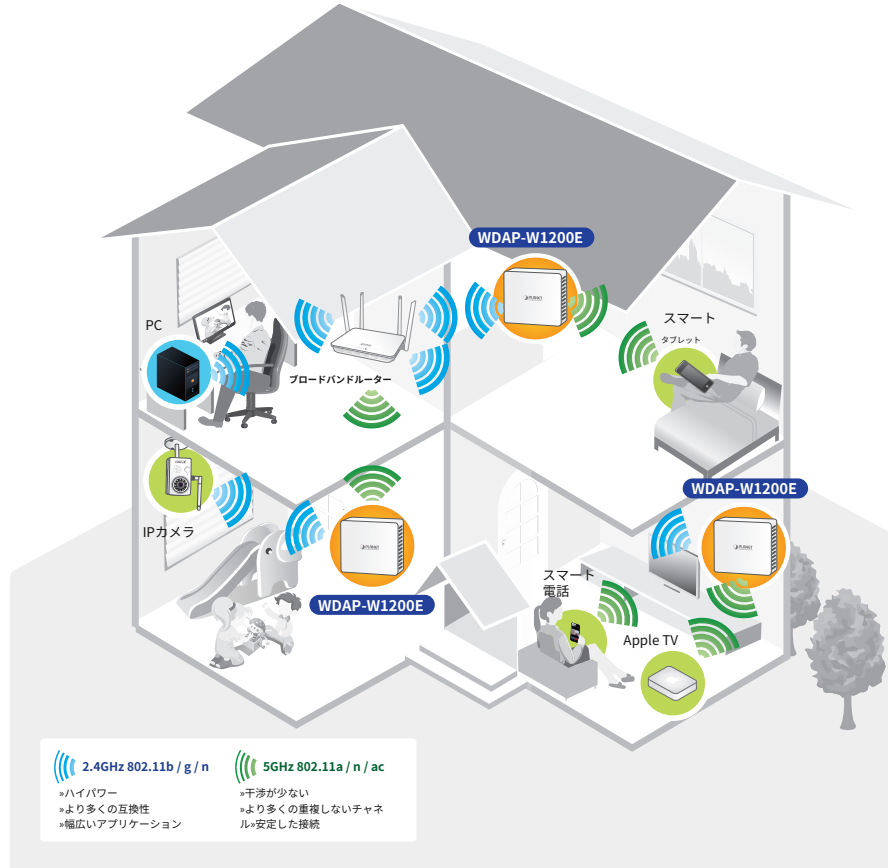 WDAP-W1200E
PC
スマート
タブレット
ブロードバンドルーター
PLANET
WDAP-W1200E
IPカメラ
PLANET
PLANET
スマート
電話
WDAP-W1200E
Apple TV
2.4GHz 802.11b / g / n
»ハイパワー
»より多くの互換性
»幅広いアプリケーション
5GHz 802.11a / n / ac
»干渉が少ない
»より多くの重複しないチャネ
ル»安定した接続